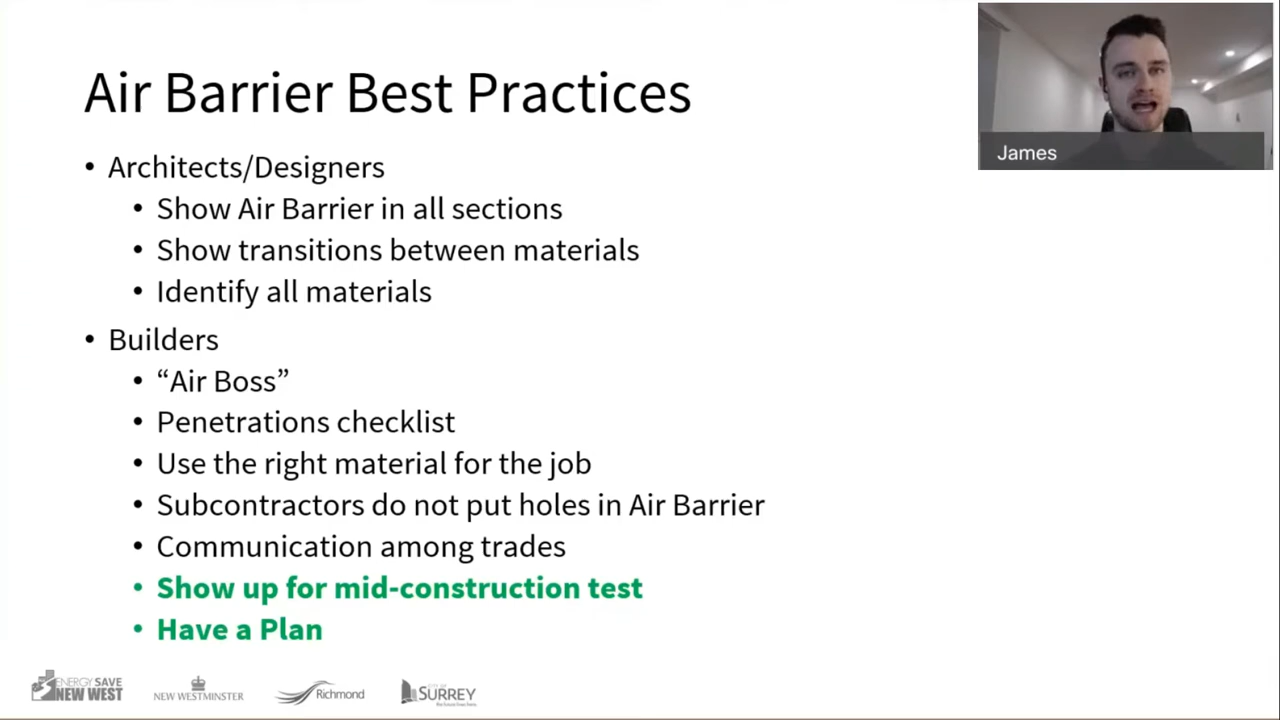 Air Barrier Best Practices
James
• Architects/Designers
• Show Air Barrier in all sections
• Show transitions between materials
• Identify all materials
• Builders
• “Air Boss”
• Penetrations checklist
• Use the right material for the job
• Subcontractors do not put holes in Air Barrier
• Communication among trades
• Show up for mid-construction test
• Have a Plan
ENERGY SAVE
NEW WEST
NEW WESTMINSTER
Richmond
CITY OF
SURREY